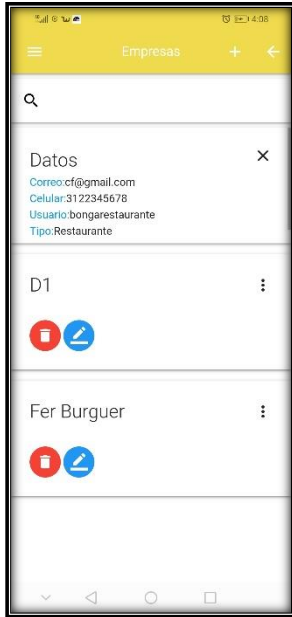 4:08
Empresas
Datos
Correo:cf@gmail.com
Celular:3122345678
Usuario:bongarestaurante
Tipo:Restaurante
D1
Fer Burguer